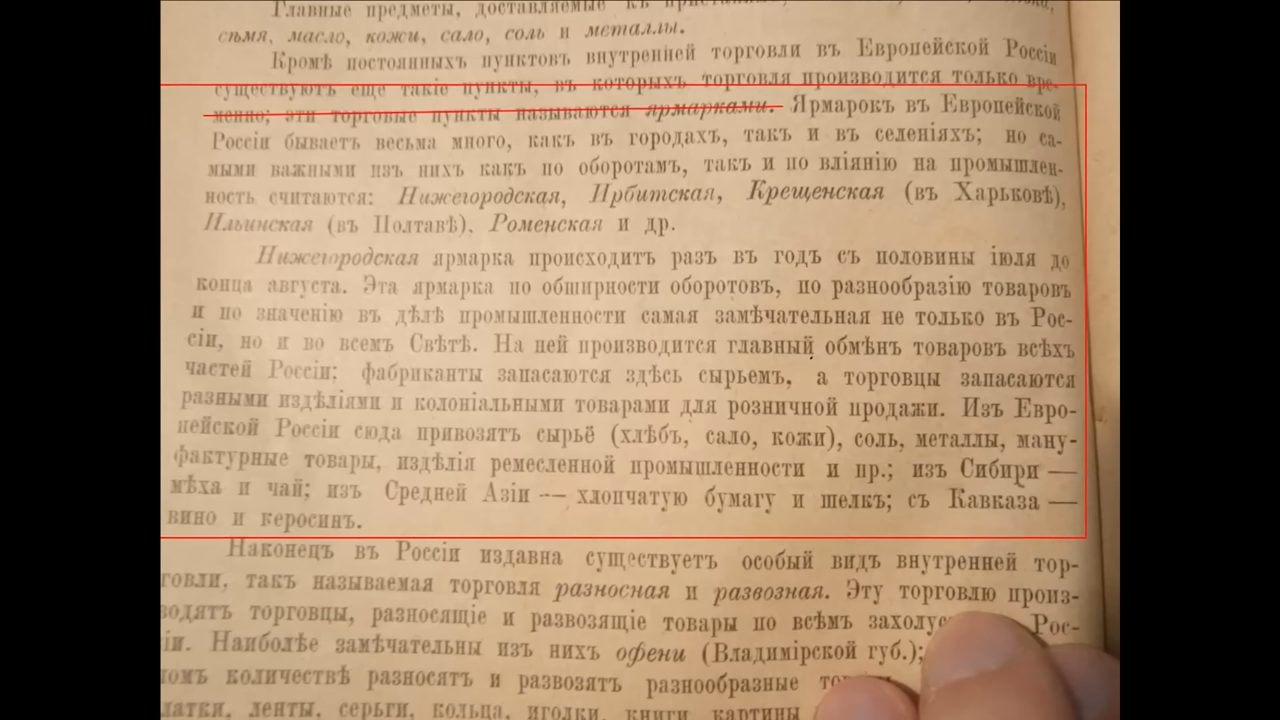 Главные предметы, доставляемые къ
сѣмя, масло, кожи, сало, соль и металлы.
Кромѣ постоянныхъ пунктовъ внутренней торговли въ Европейской Россіи
существуютъ еще такіе пункты, въ которыхъ торговля производится только вре-
менно; эти торговые пункты называются ярмарками. Ярмарокъ въ Европейской
Россіи бываетъ весьма много, какъ въ городахъ, такъ и въ селеніяхъ; но са-
мыми важными изъ нихъ какъ по оборотамъ, такъ и по вліянію на промышлен-
ность считаются: Нижегородская, Ирбитская, Крещенская (въ Харьковѣ),
Ильинская (въ Полтавѣ), Роменская и др.
Нижегородская ярмарка происходитъ разъ въ годъ съ половины іюля до
конца августа. Эта ярмарка по обширности оборотовъ, по разнообразію товаровъ
и по значенію въ дѣлѣ промышленности самая замѣчательная не только въ Рос-
сіи, но и во всемъ Свѣтѣ. На ней производится главный обмѣнъ товаровъ всѣхъ
частей Россіи: фабриканты запасаются здѣсь сырьемъ, а торговцы запасаются
разными издѣліями и колоніальными товарами для розничной продажи. Изъ Евро-
пейской Россіи сюда привозятъ сырьё (хлѣбъ, сало, кожи), соль, металлы, ману-
фактурные товары, издѣлія ремесленной промышленности и пр.; изъ Сибири —
мѣха и чай; изъ Средней Азіи — хлопчатую бумагу и шелкъ; съ Кавказа —
вино и керосинъ.
Наконецъ въ Россіи издавна существуетъ особый видъ внутренней тор-
говли, такъ называемая торговля разносная и развозная. Эту торговлю произ-
водятъ торговцы, разносящіе и развозящіе товары по всѣмъ Рос-
сіи. Наиболѣе замѣчательны изъ нихъ офени (Владимірской губ.);
количествѣ разносятъ и развозятъ разнообразные
ленты, серьги, кольца, иголки, книги, картины